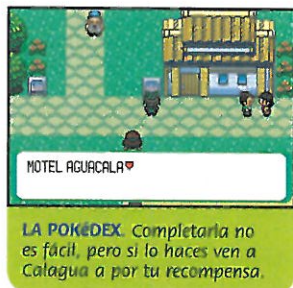 MOTEL AGUACALA♥
LA POKéDEX. Completarla no
es fácil, pero si lo haces ven a
Calagua a por tu recompensa.